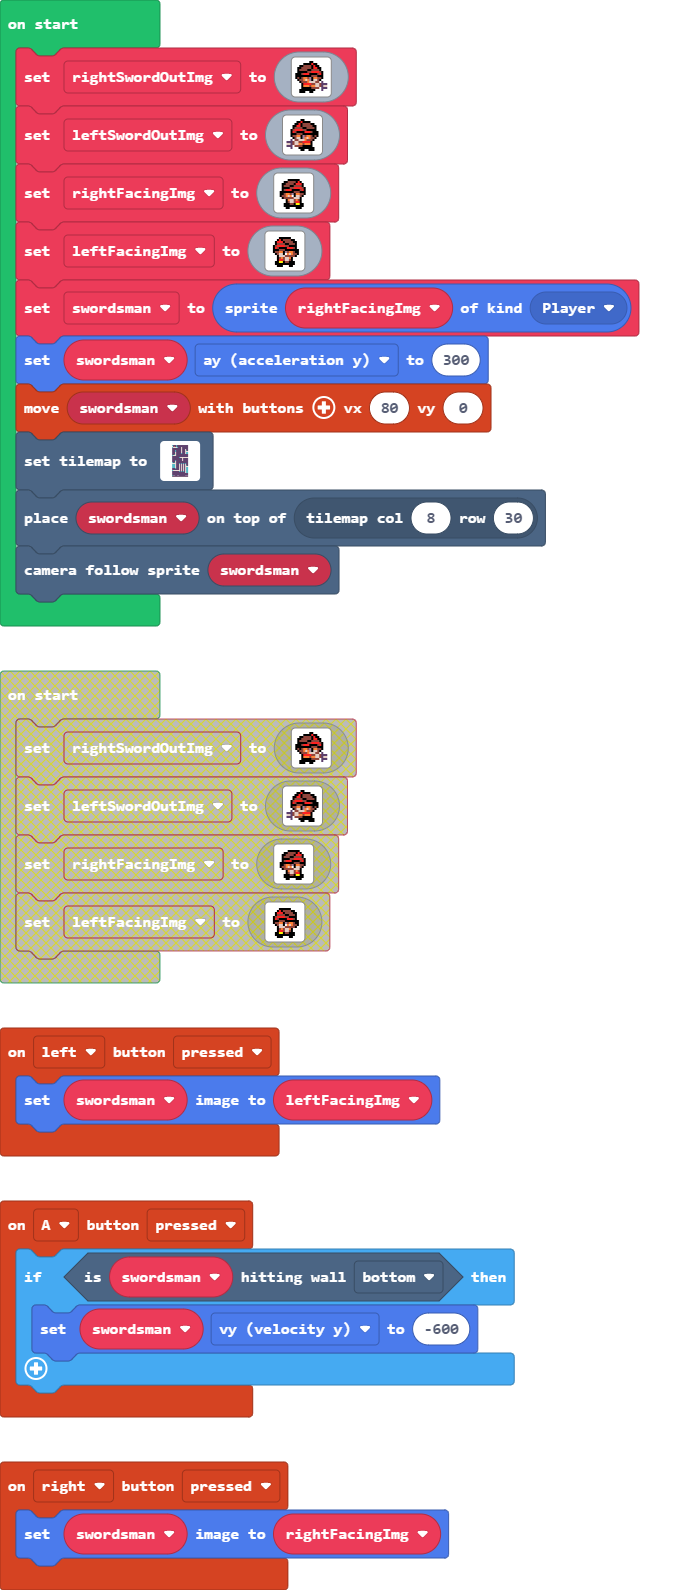 on start
set rightSwordOutImg to
set leftSwordOutImg to
set rightFacingImg to
set leftFacingImg to
set swordsman to sprite rightFacingImg of kind Player
set swordsman ay (acceleration y) to 300
move swordsman with buttons vx 80 vy 0
set tilemap to
place swordsman on top of tilemap col 8 row 30
camera follow sprite swordsman
on start
set rightSwordOutImg to
set leftSwordOutImg to
set rightFacingImg to
set leftFacingImg to
on left button pressed
set swordsman image to leftFacingImg
on A button pressed
if is swordsman hitting wall bottom then
set swordsman vy (velocity y) to -600
on right button pressed
set swordsman image to rightFacingImg